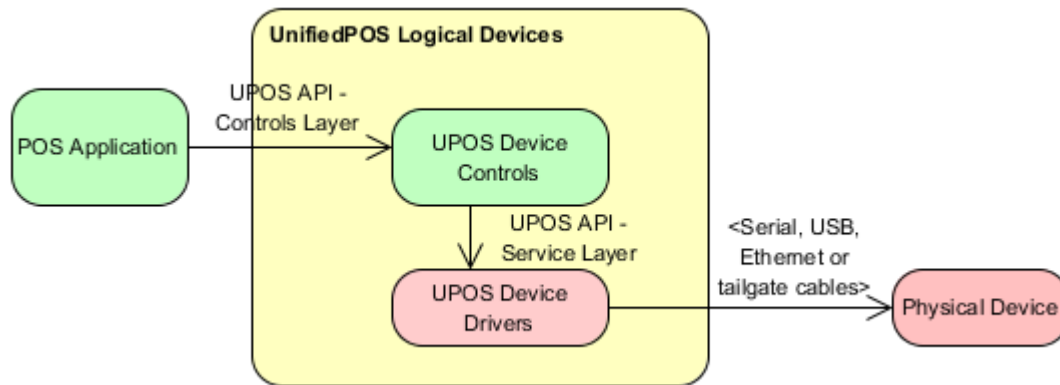 UnifiedPOS Logical Devices
UPOS API -
Controls Layer
POS Application
UPOS Device
Controls
UPOS API -
Service Layer
<Serial, USB,
Ethernet or
tailgate cables>
UPOS Device
Drivers
Physical Device